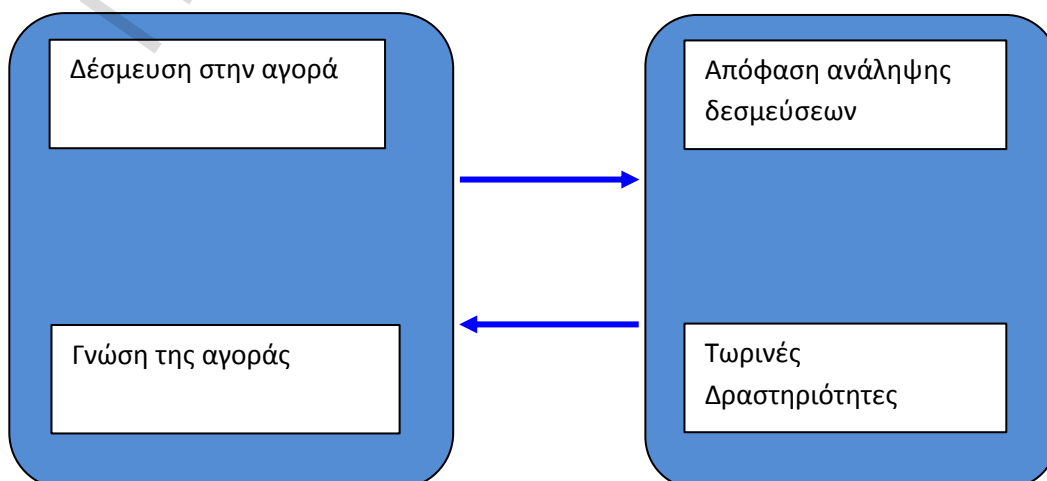 Δέσμευση στην αγορά
Απόφαση ανάληψης
δεσμεύσεων
Γνώση της αγοράς
Τωρινές
Δραστηριότητες